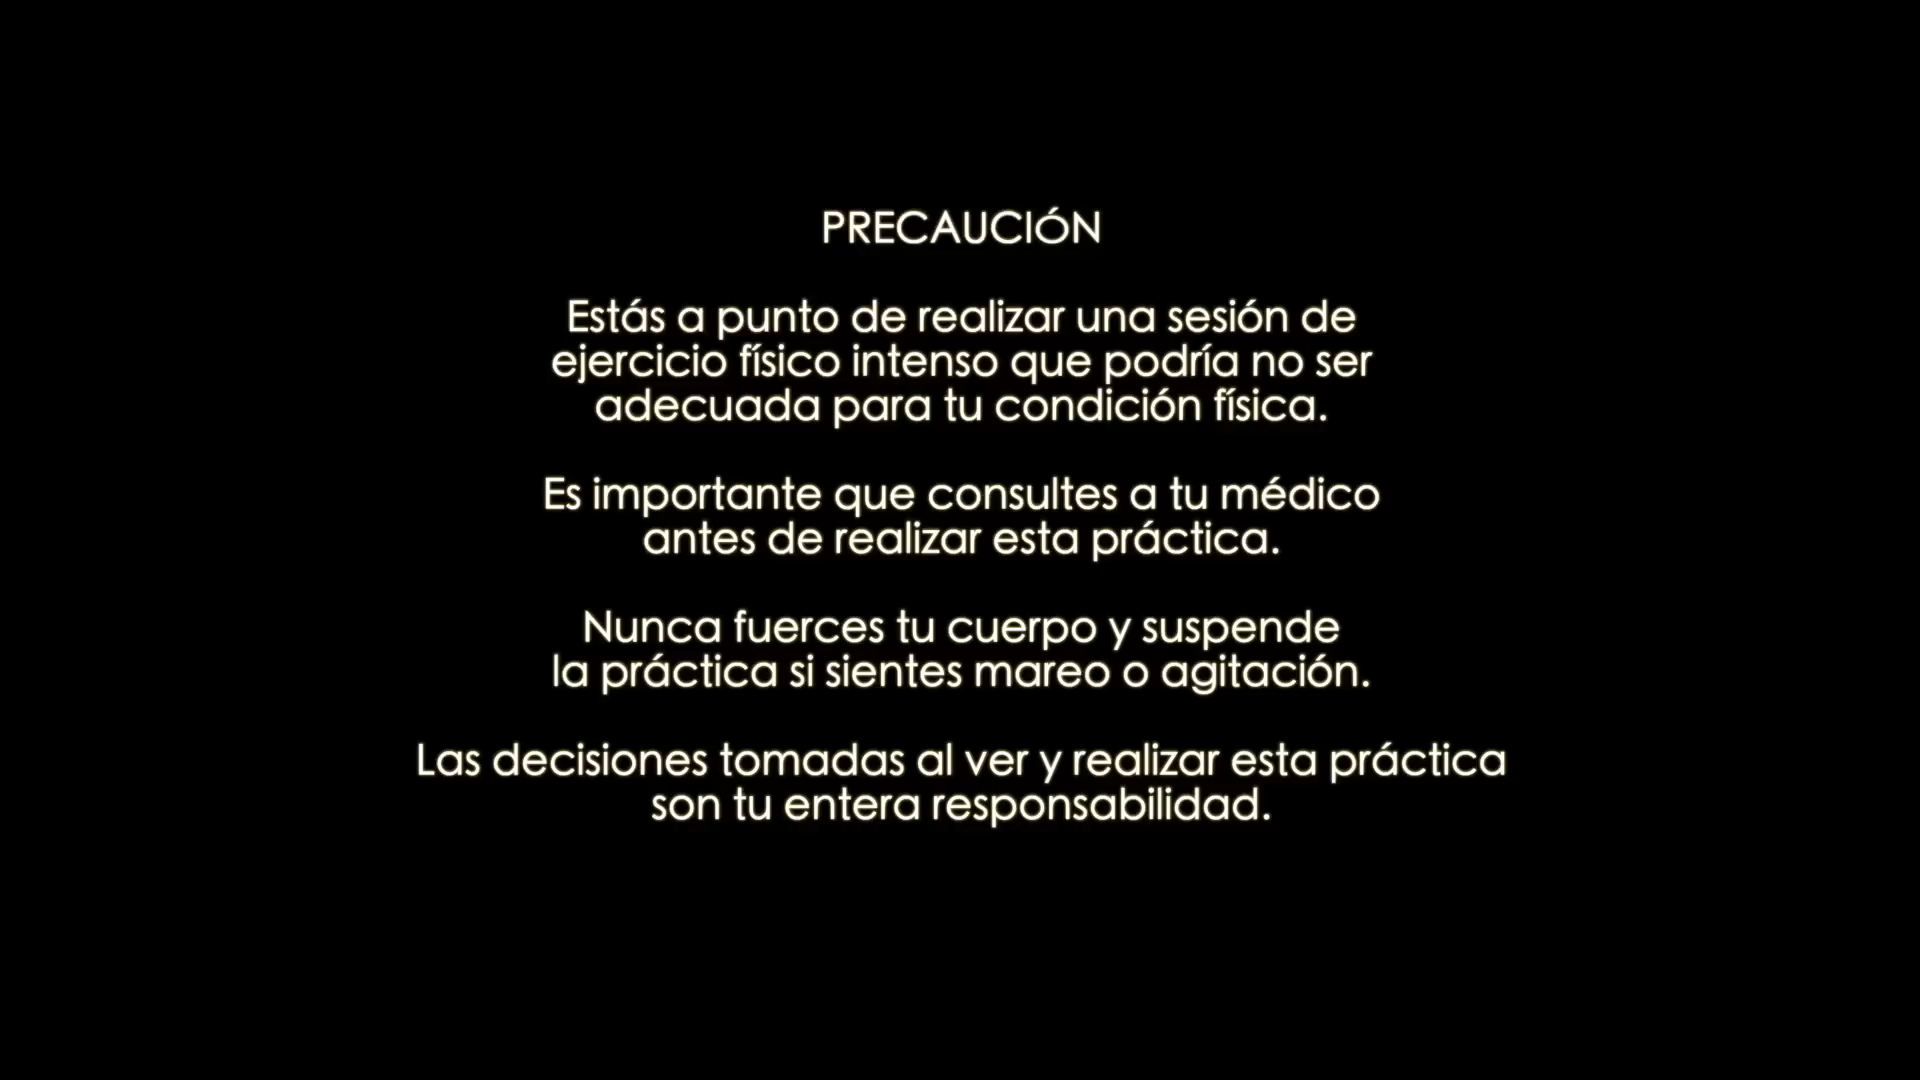 PRECAUCIÓN
Estás a punto de realizar una sesión de
ejercicio físico intenso que podría no ser
adecuada para tu condición física.
Es importante que consultes a tu médico
antes de realizar esta práctica.
Nunca fuerces tu cuerpo y suspende
la práctica si sientes mareo o agitación.
Las decisiones tomadas al ver y realizar esta práctica
son tu entera responsabilidad.